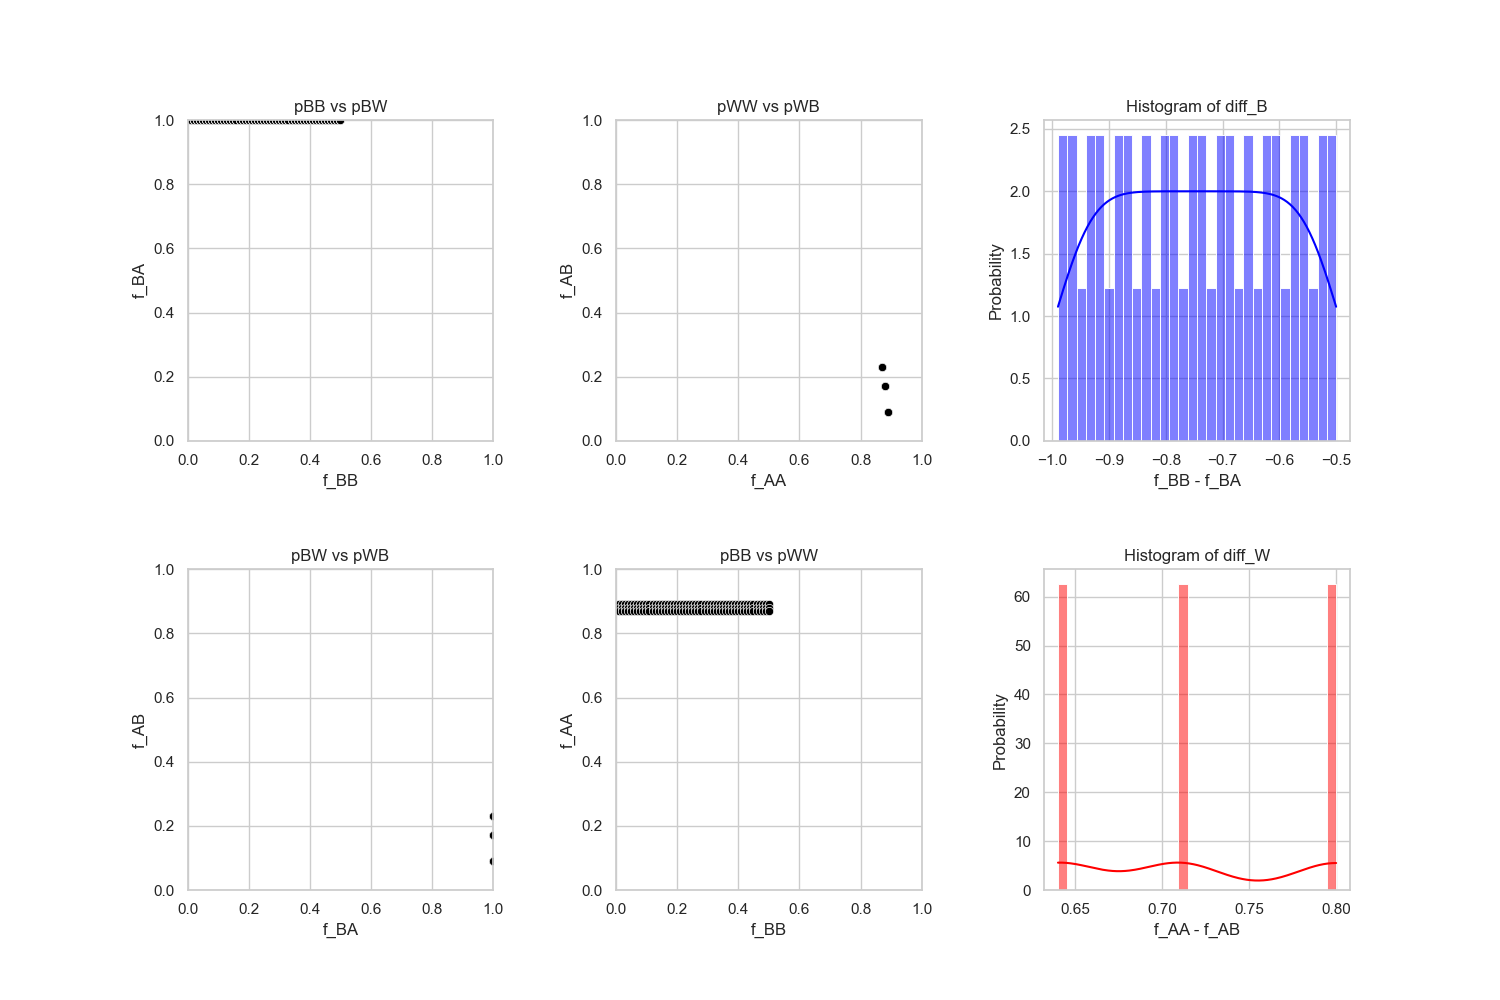 pBB vs pBW
1.0
0.8
0.6
0.4
0.2
0.0
f_BA
0.0 0.2 0.4 0.6 0.8 1.0
f_BB
pWW vs pWB
1.0
0.8
0.6
0.4
0.2
0.0
f_AB
0.0 0.2 0.4 0.6 0.8 1.0
f_AA
Histogram of diff_B
2.5
2.0
1.5
1.0
0.5
0.0
Probability
−1.0 −0.9 −0.8 −0.7 −0.6 −0.5
f_BB - f_BA
pBW vs pWB
1.0
0.8
0.6
0.4
0.2
0.0
f_AB
0.0 0.2 0.4 0.6 0.8 1.0
f_BA
pBB vs pWW
1.0
0.8
0.6
0.4
0.2
0.0
f_AA
0.0 0.2 0.4 0.6 0.8 1.0
f_BB
Histogram of diff_W
60
50
40
30
20
10
0
Probability
0.65 0.70 0.75 0.80
f_AA - f_AB